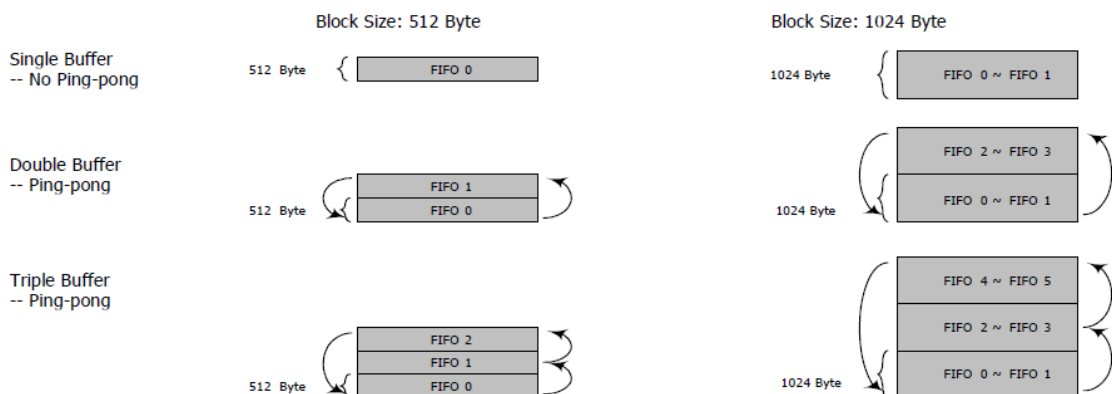 Block Size: 512 Byte
Block Size: 1024 Byte
Single Buffer
-- No Ping-pong
512 Byte
FIFO 0
1024 Byte
FIFO 0 ~ FIFO 1
Double Buffer
-- Ping-pong
FIFO 1
512 Byte
FIFO 0
FIFO 2 ~ FIFO 3
1024 Byte
FIFO 0 ~ FIFO 1
Triple Buffer
-- Ping-pong
FIFO 2
FIFO 1
512 Byte
FIFO 0
FIFO 4 ~ FIFO 5
FIFO 2 ~ FIFO 3
1024 Byte
FIFO 0 ~ FIFO 1